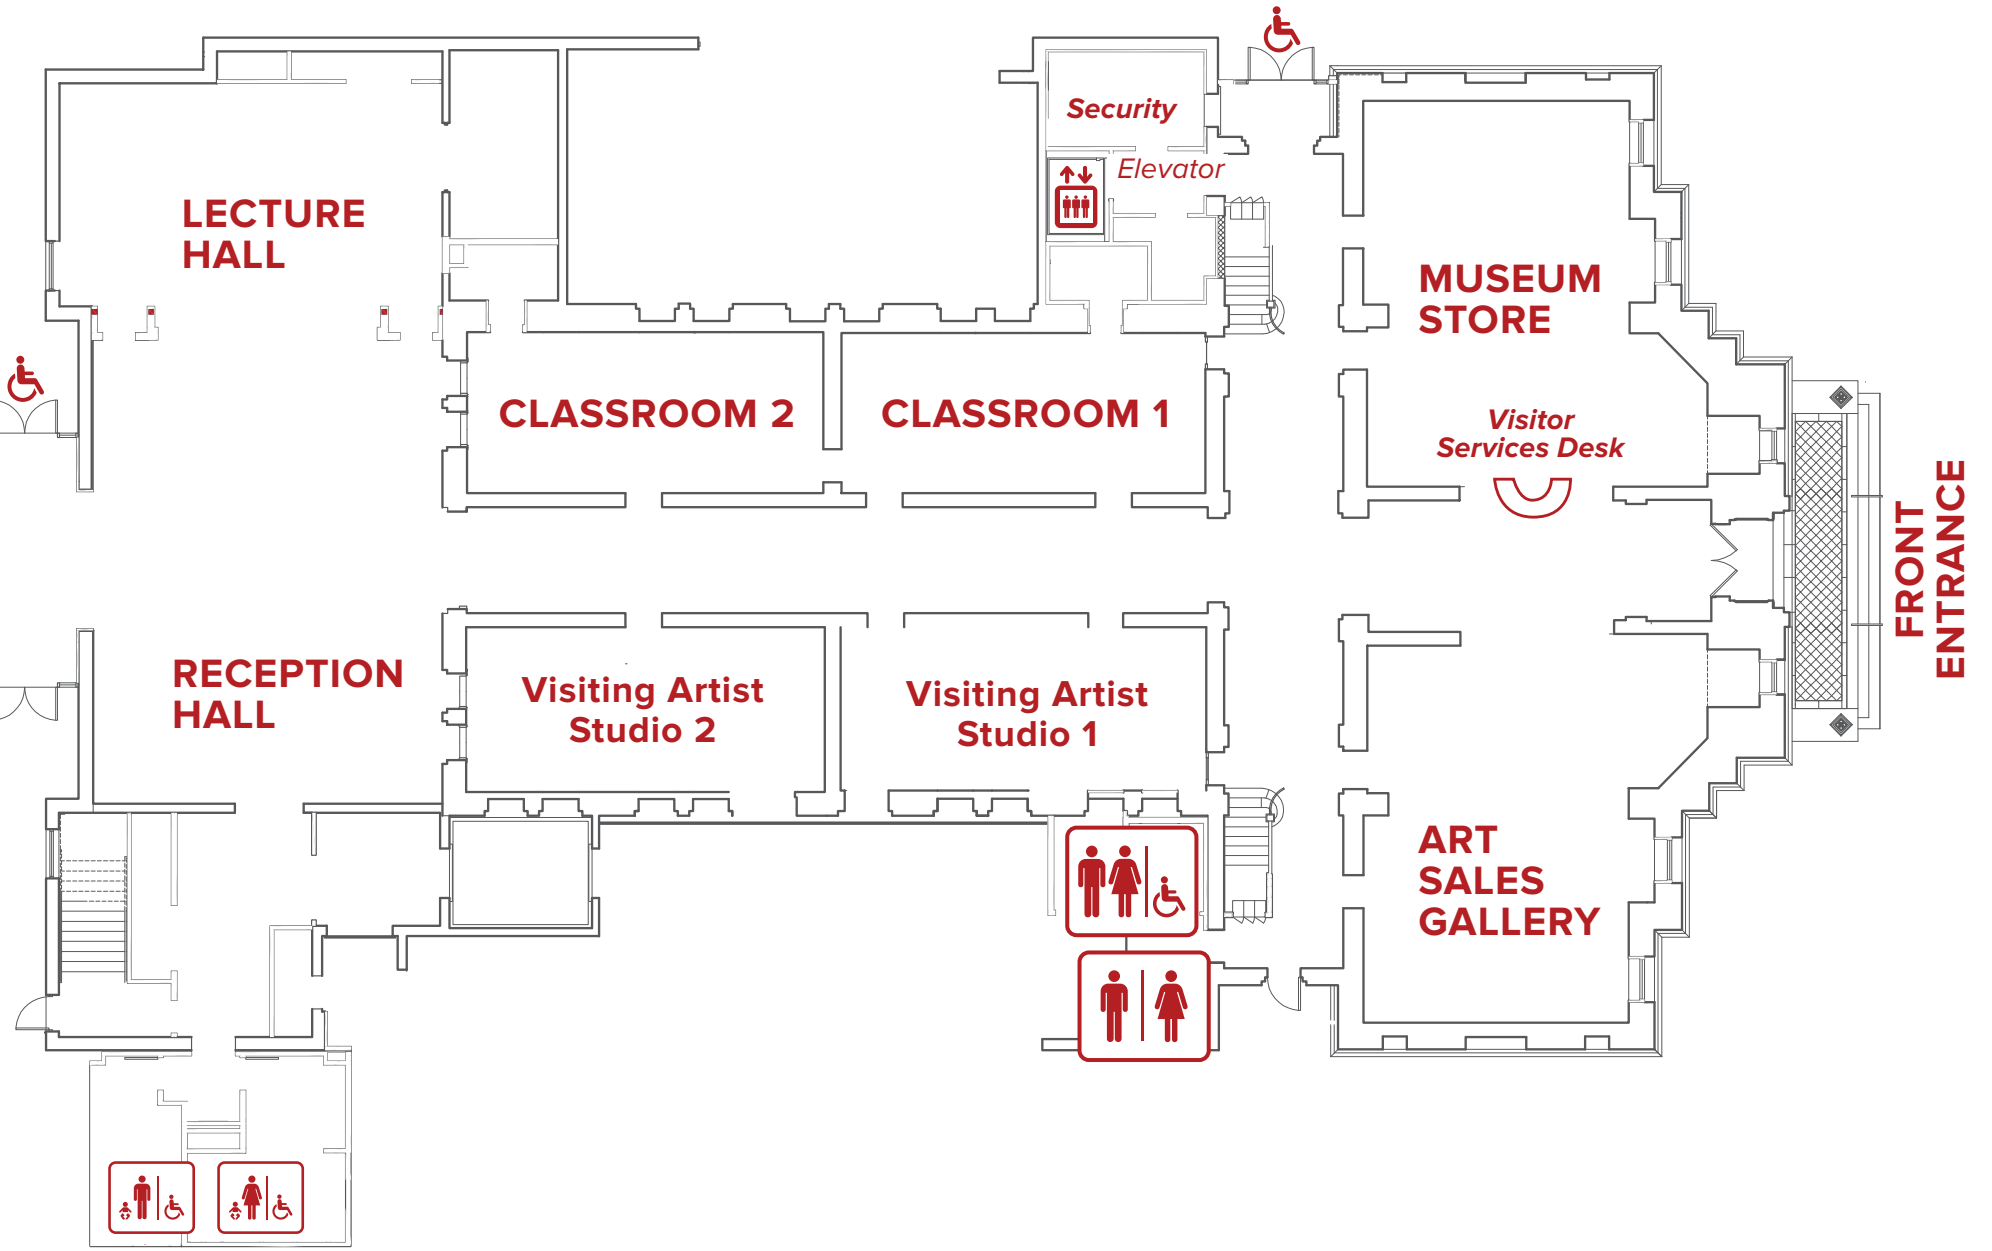 Security
Elevator
LECTURE
HALL
MUSEUM
STORE
CLASSROOM 2
CLASSROOM 1
Visitor
Services Desk
FRONT
ENTRANCE
RECEPTION
HALL
Visiting Artist
Studio 2
Visiting Artist
Studio 1
ART
SALES
GALLERY